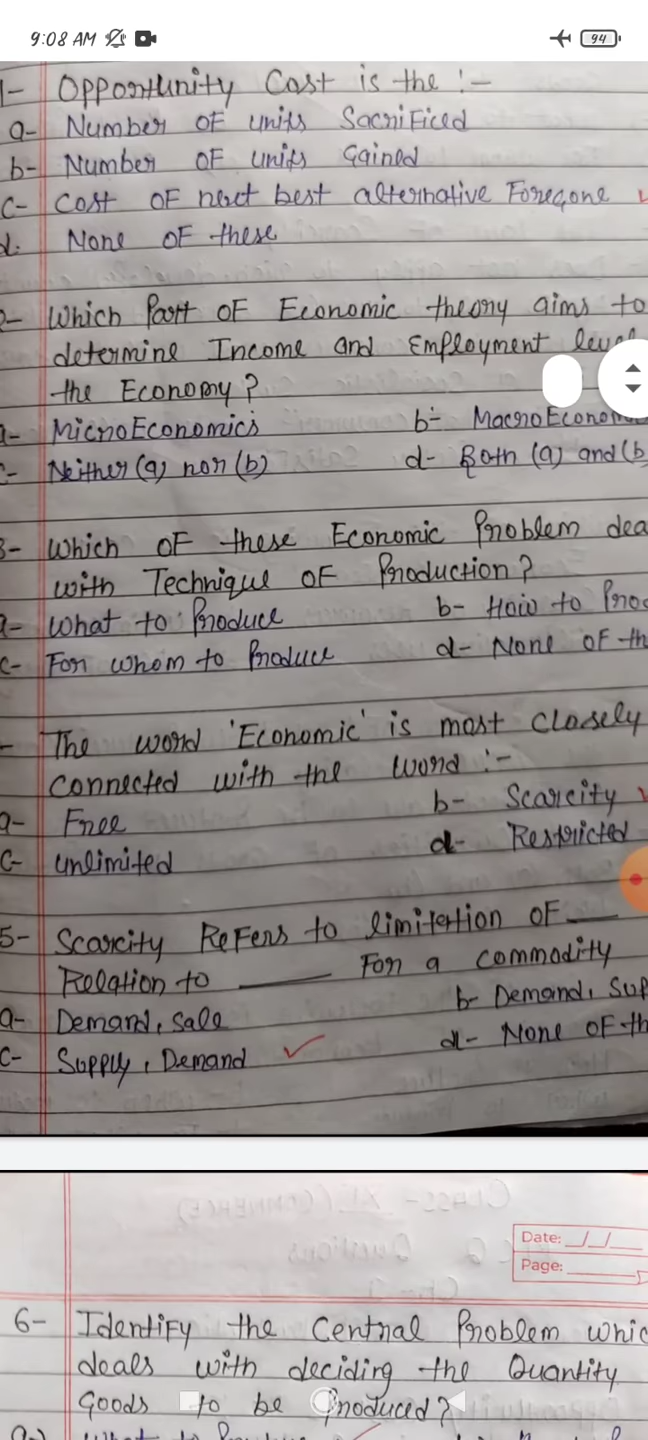 9:08 AM
94
1- Opportunity Cost is the :-
a- Number OF units Sacrificed
b- Number OF units Gained
c- Cost OF next best alternative Foregone
d. None OF these
2- Which Part OF Economic theory aims to
determine Income and Employment level
the Economy?
a- MicroEconomics b- MacroEconom
c- Neither (a) nor (b) d- Both (a) and (b
3- Which OF these Economic Problem dea
with Technique OF Production?
a- What to Produce b- How to Prod
c- For whom to Produce d- None OF th
- The word 'Economic' is most closely
connected with the word :-
a- Free b- Scarcity
c- unlimited d- Restricted
5- Scarcity Refers to limitation OF ___
Relation to _____ For a commodity
a- Demand, sale b- Demand, Sup
c- Supply, Demand d- None OF th
Date: _/_/_
Page:
6- Identify the Central Problem whic
deals with deciding the Quantity
Goods to be Produced?
a) What to